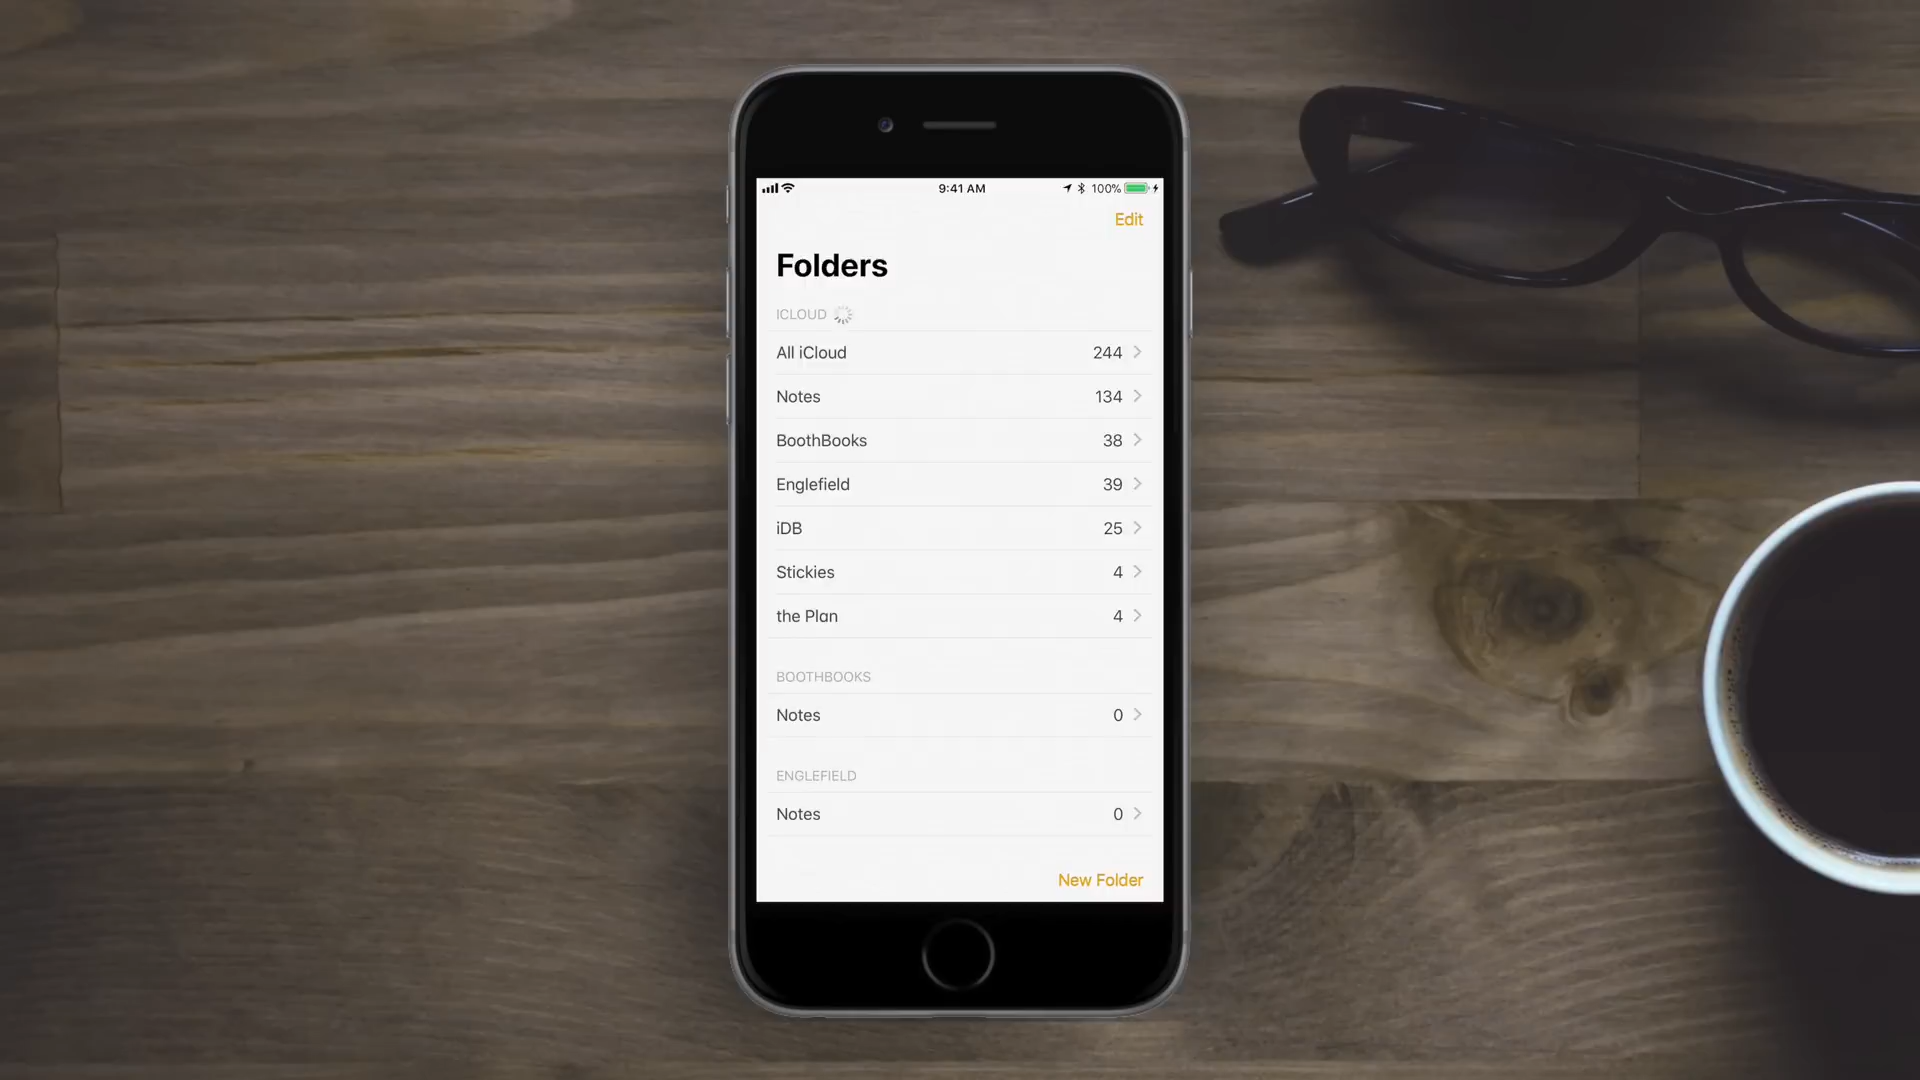 9:41 AM 100%
Edit
Folders
ICLOUD
All iCloud 244
Notes 134
BoothBooks 38
Englefield 39
iDB 25
Stickies 4
the Plan 4
BOOTHBOOKS
Notes 0
ENGLEFIELD
Notes 0
New Folder